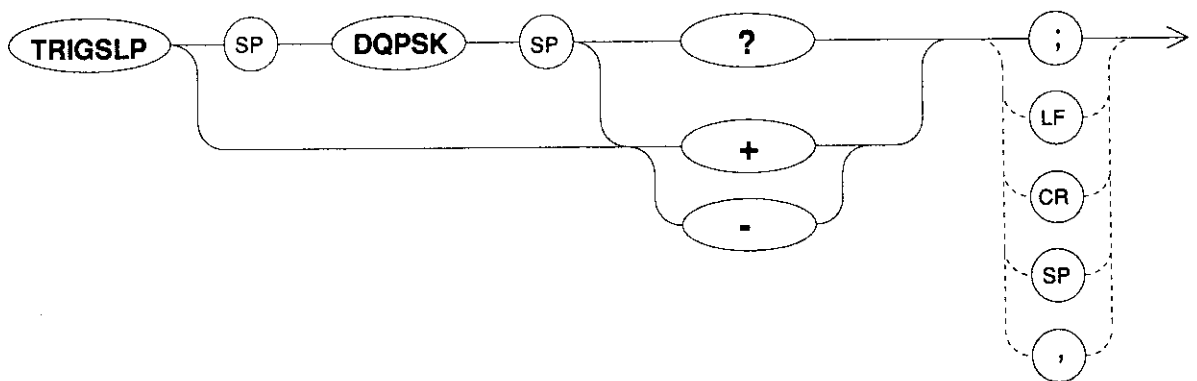 TRIGSLP SP DQPSK SP ? ;
LF
+
CR
-
SP
,